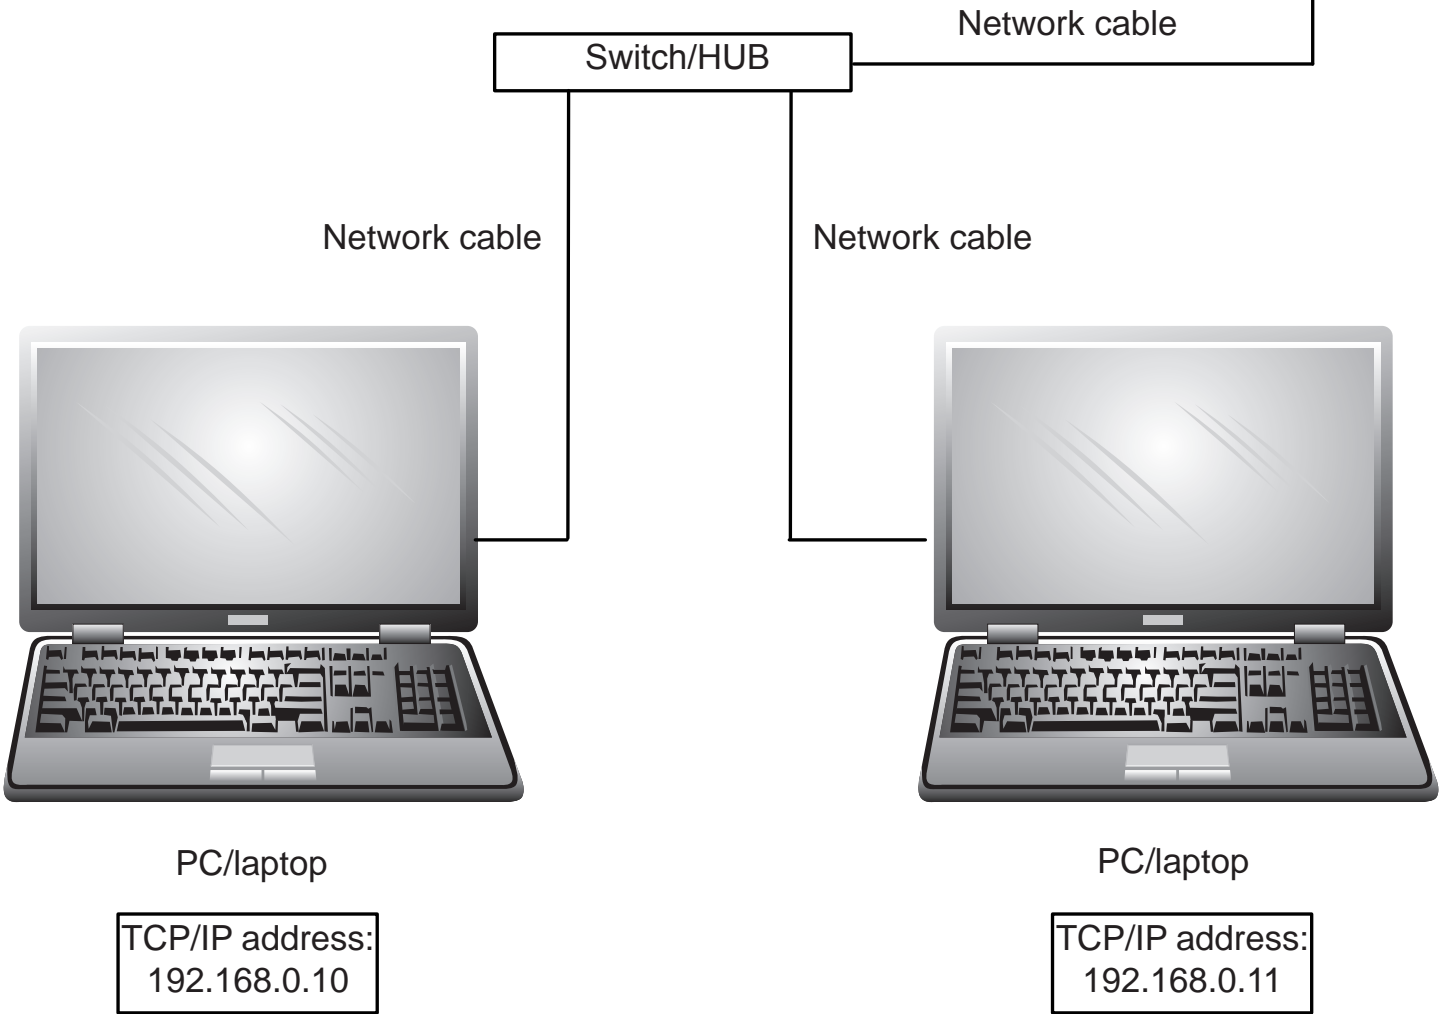 Network cable
Switch/HUB
Network cable
Network cable
PC/laptop
PC/laptop
TCP/IP address:
192.168.0.10
TCP/IP address:
192.168.0.11